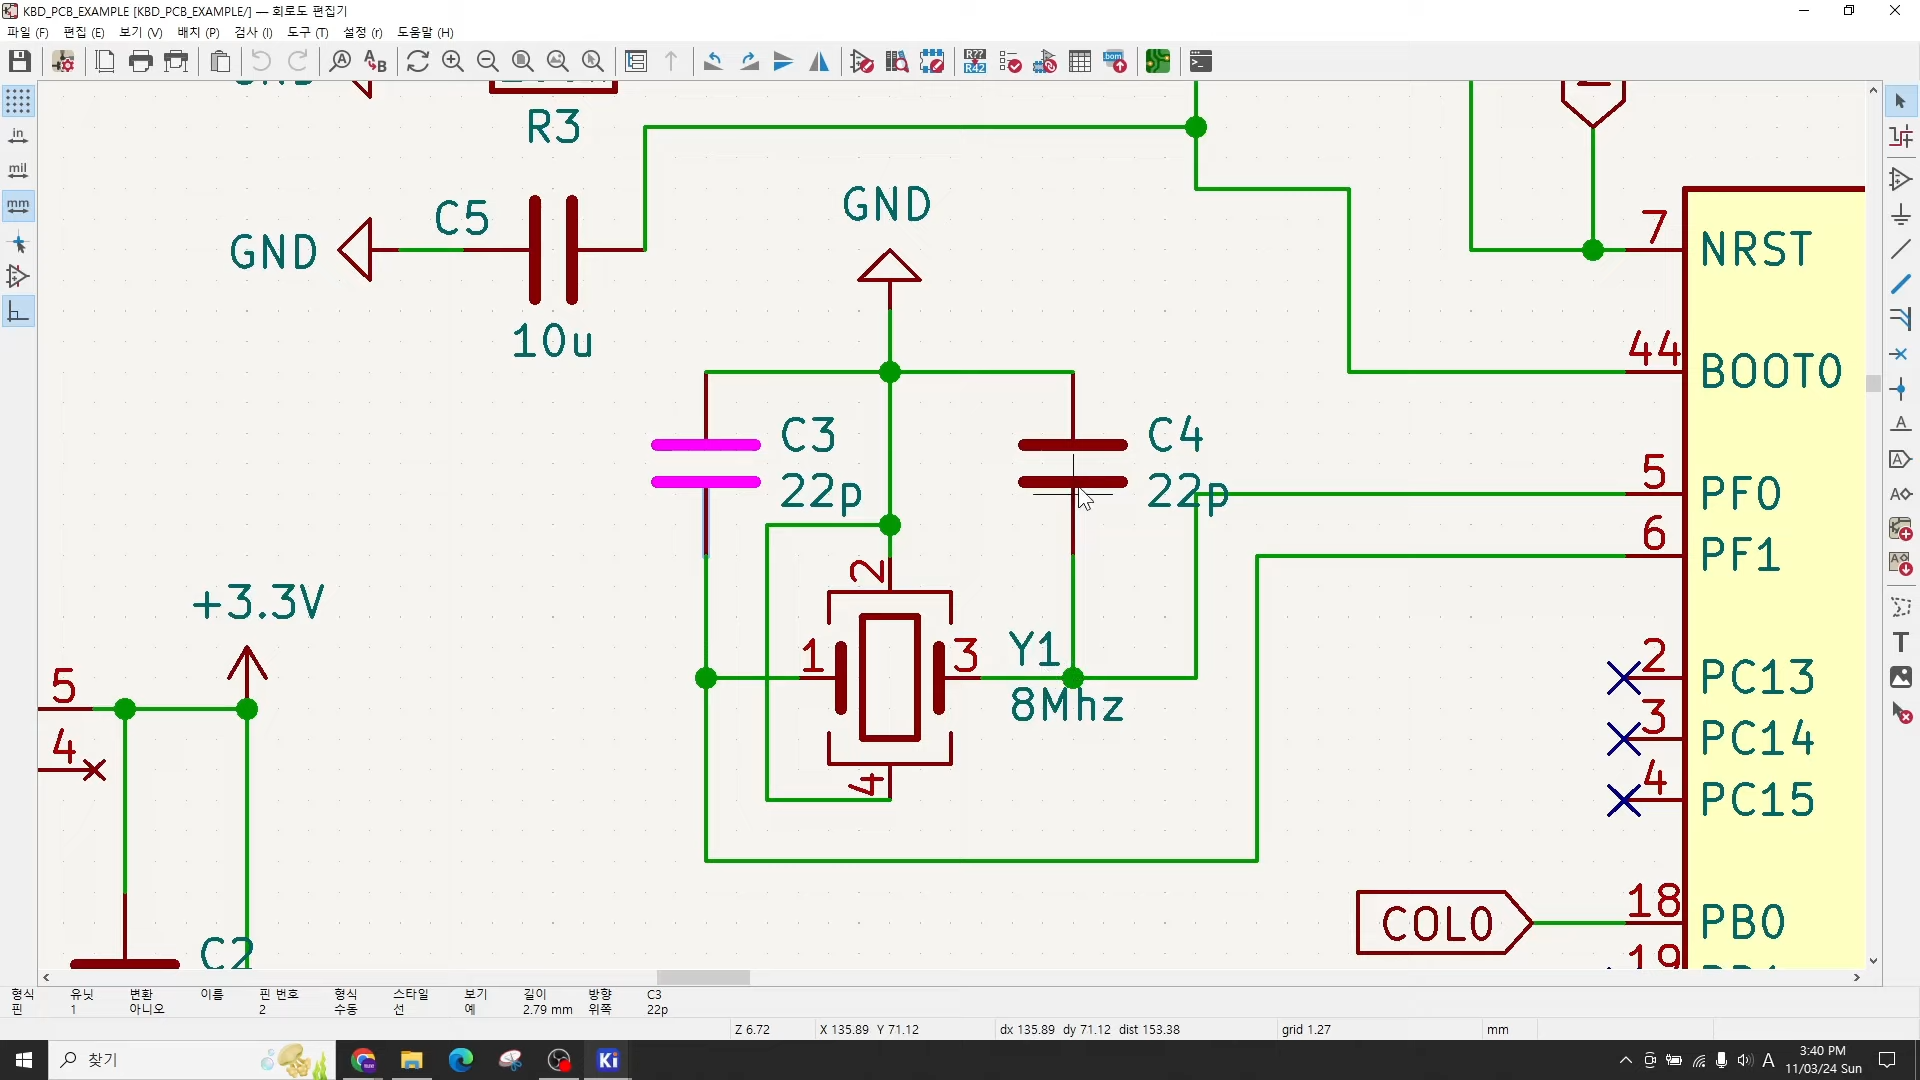 KBD_PCB_EXAMPLE [KBD_PCB_EXAMPLE/] — 회로도 편집기
파일 (F) 편집 (E) 보기 (V) 배치 (P) 검사 (I) 도구 (T) 설정 (r) 도움말 (H)
in
mil
mm
R3
C5
GND
10u
GND
C3
22p
C4
22p
+3.3V
5
4
C2
2
1
3
4
Y1
8Mhz
7
NRST
44
BOOT0
5
PF0
6
PF1
2
PC13
3
PC14
4
PC15
COL0
18
PB0
19
형식 유닛 변환 이름 핀 번호 형식 스타일 보기 길이 방향 C3
핀 1 아니오 2 수동 선 예 2.79 mm 위쪽 22p
Z 6.72 X 135.89 Y 71.12 dx 135.89 dy 71.12 dist 153.38 grid 1.27 mm
찾기
Ki
A
3:40 PM
11/03/24 Sun